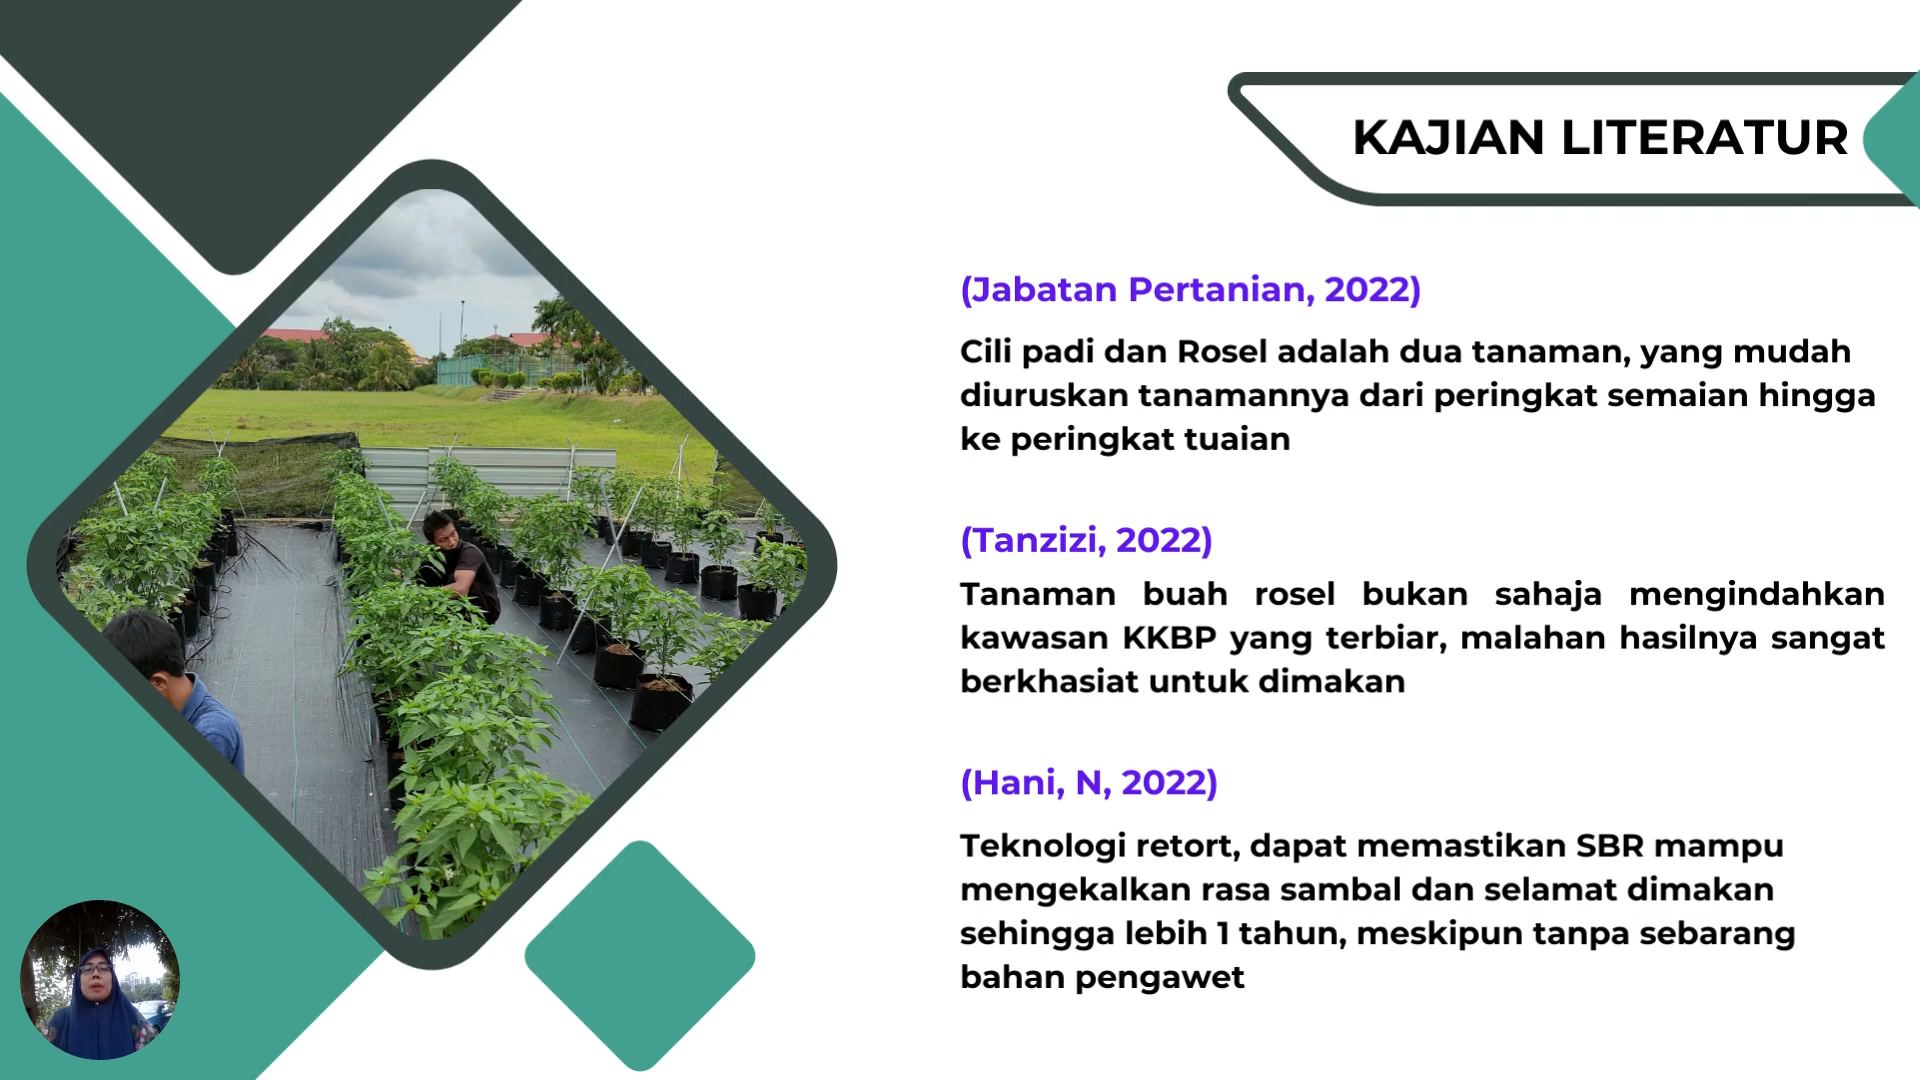 KAJIAN LITERATUR
(Jabatan Pertanian, 2022)
Cili padi dan Rosel adalah dua tanaman, yang mudah
diuruskan tanamannya dari peringkat semaian hingga
ke peringkat tuaian
(Tanzizi, 2022)
Tanaman buah rosel bukan sahaja mengindahkan
kawasan KKBP yang terbiar, malahan hasilnya sangat
berkhasiat untuk dimakan
(Hani, N, 2022)
Teknologi retort, dapat memastikan SBR mampu
mengekalkan rasa sambal dan selamat dimakan
sehingga lebih 1 tahun, meskipun tanpa sebarang
bahan pengawet